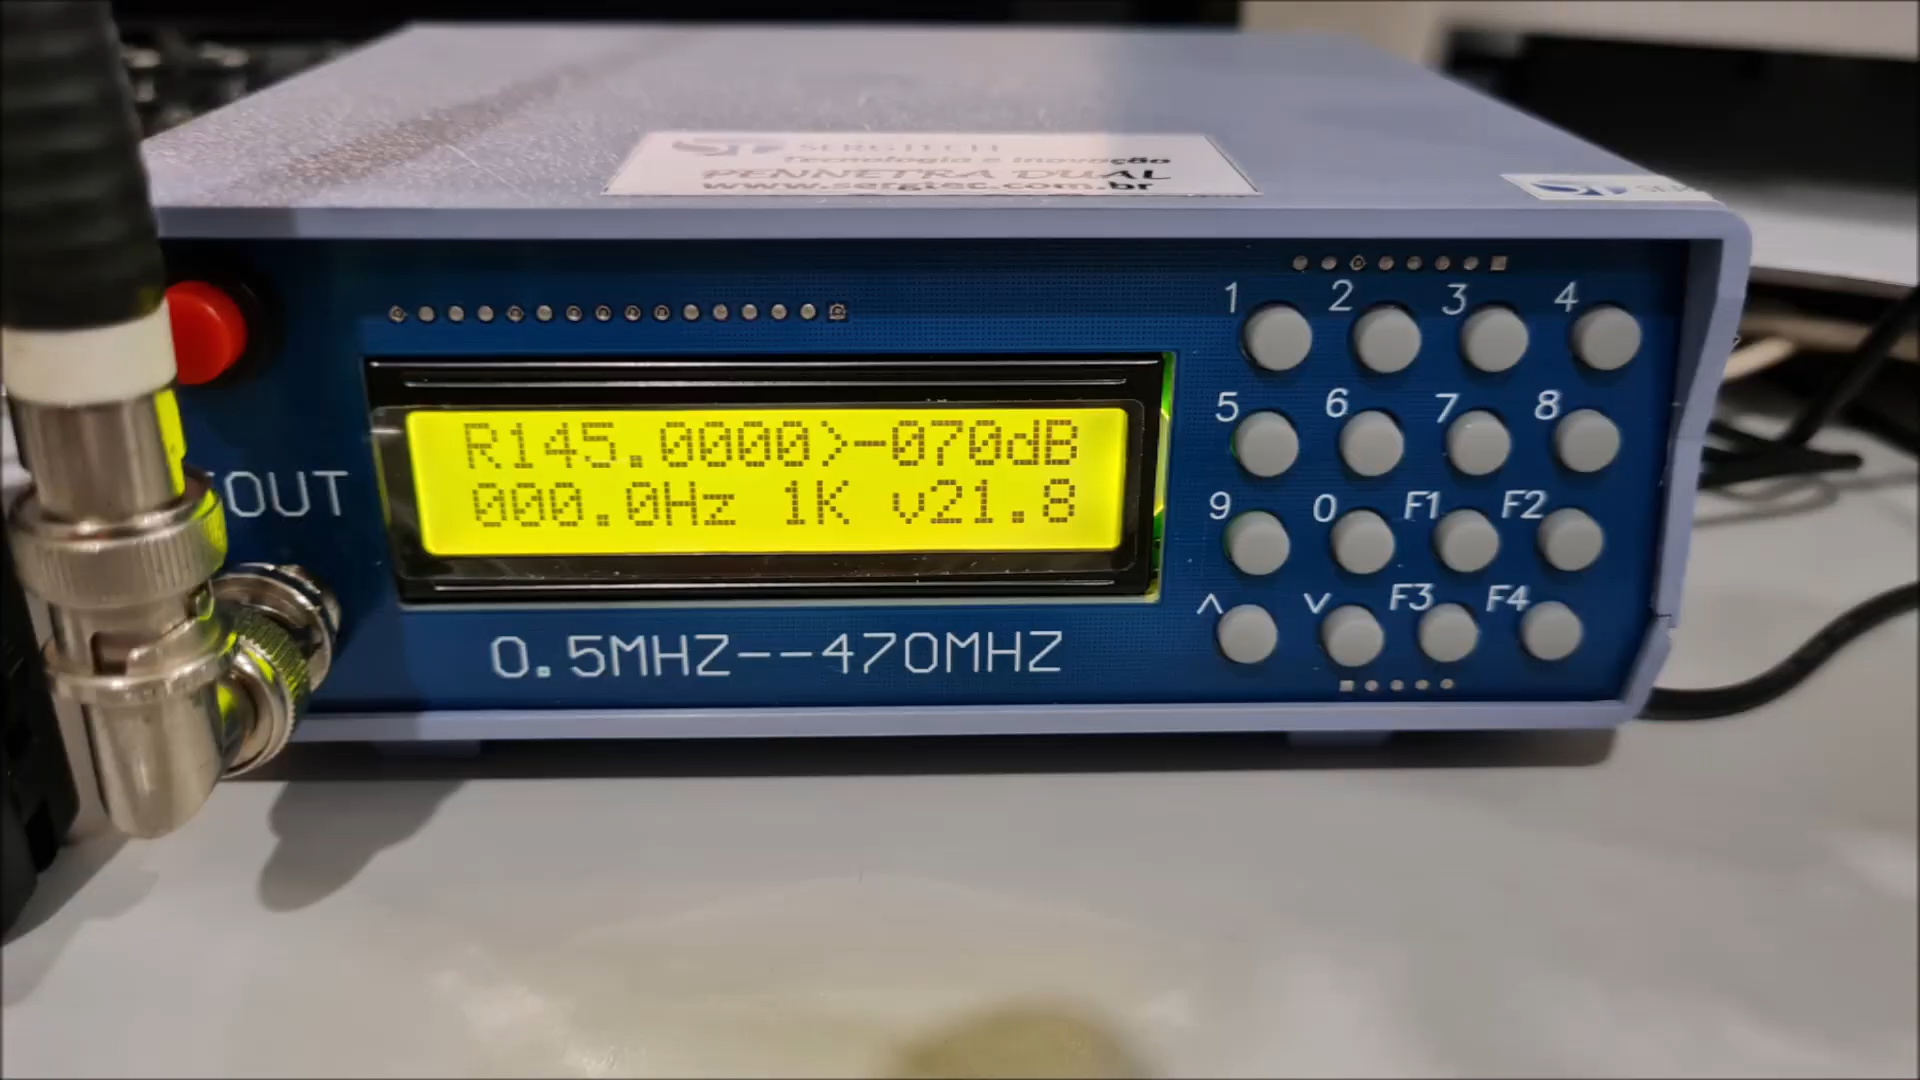 SERGTECH
Tecnologia e Inovação
PENNETRA DUAL
www.sergtec.com.br
R145.0000>-070dB
000.0Hz 1K v21.8
OUT
0.5MHZ--470MHZ
1 2 3 4
5 6 7 8
9 0 F1 F2
^ v F3 F4